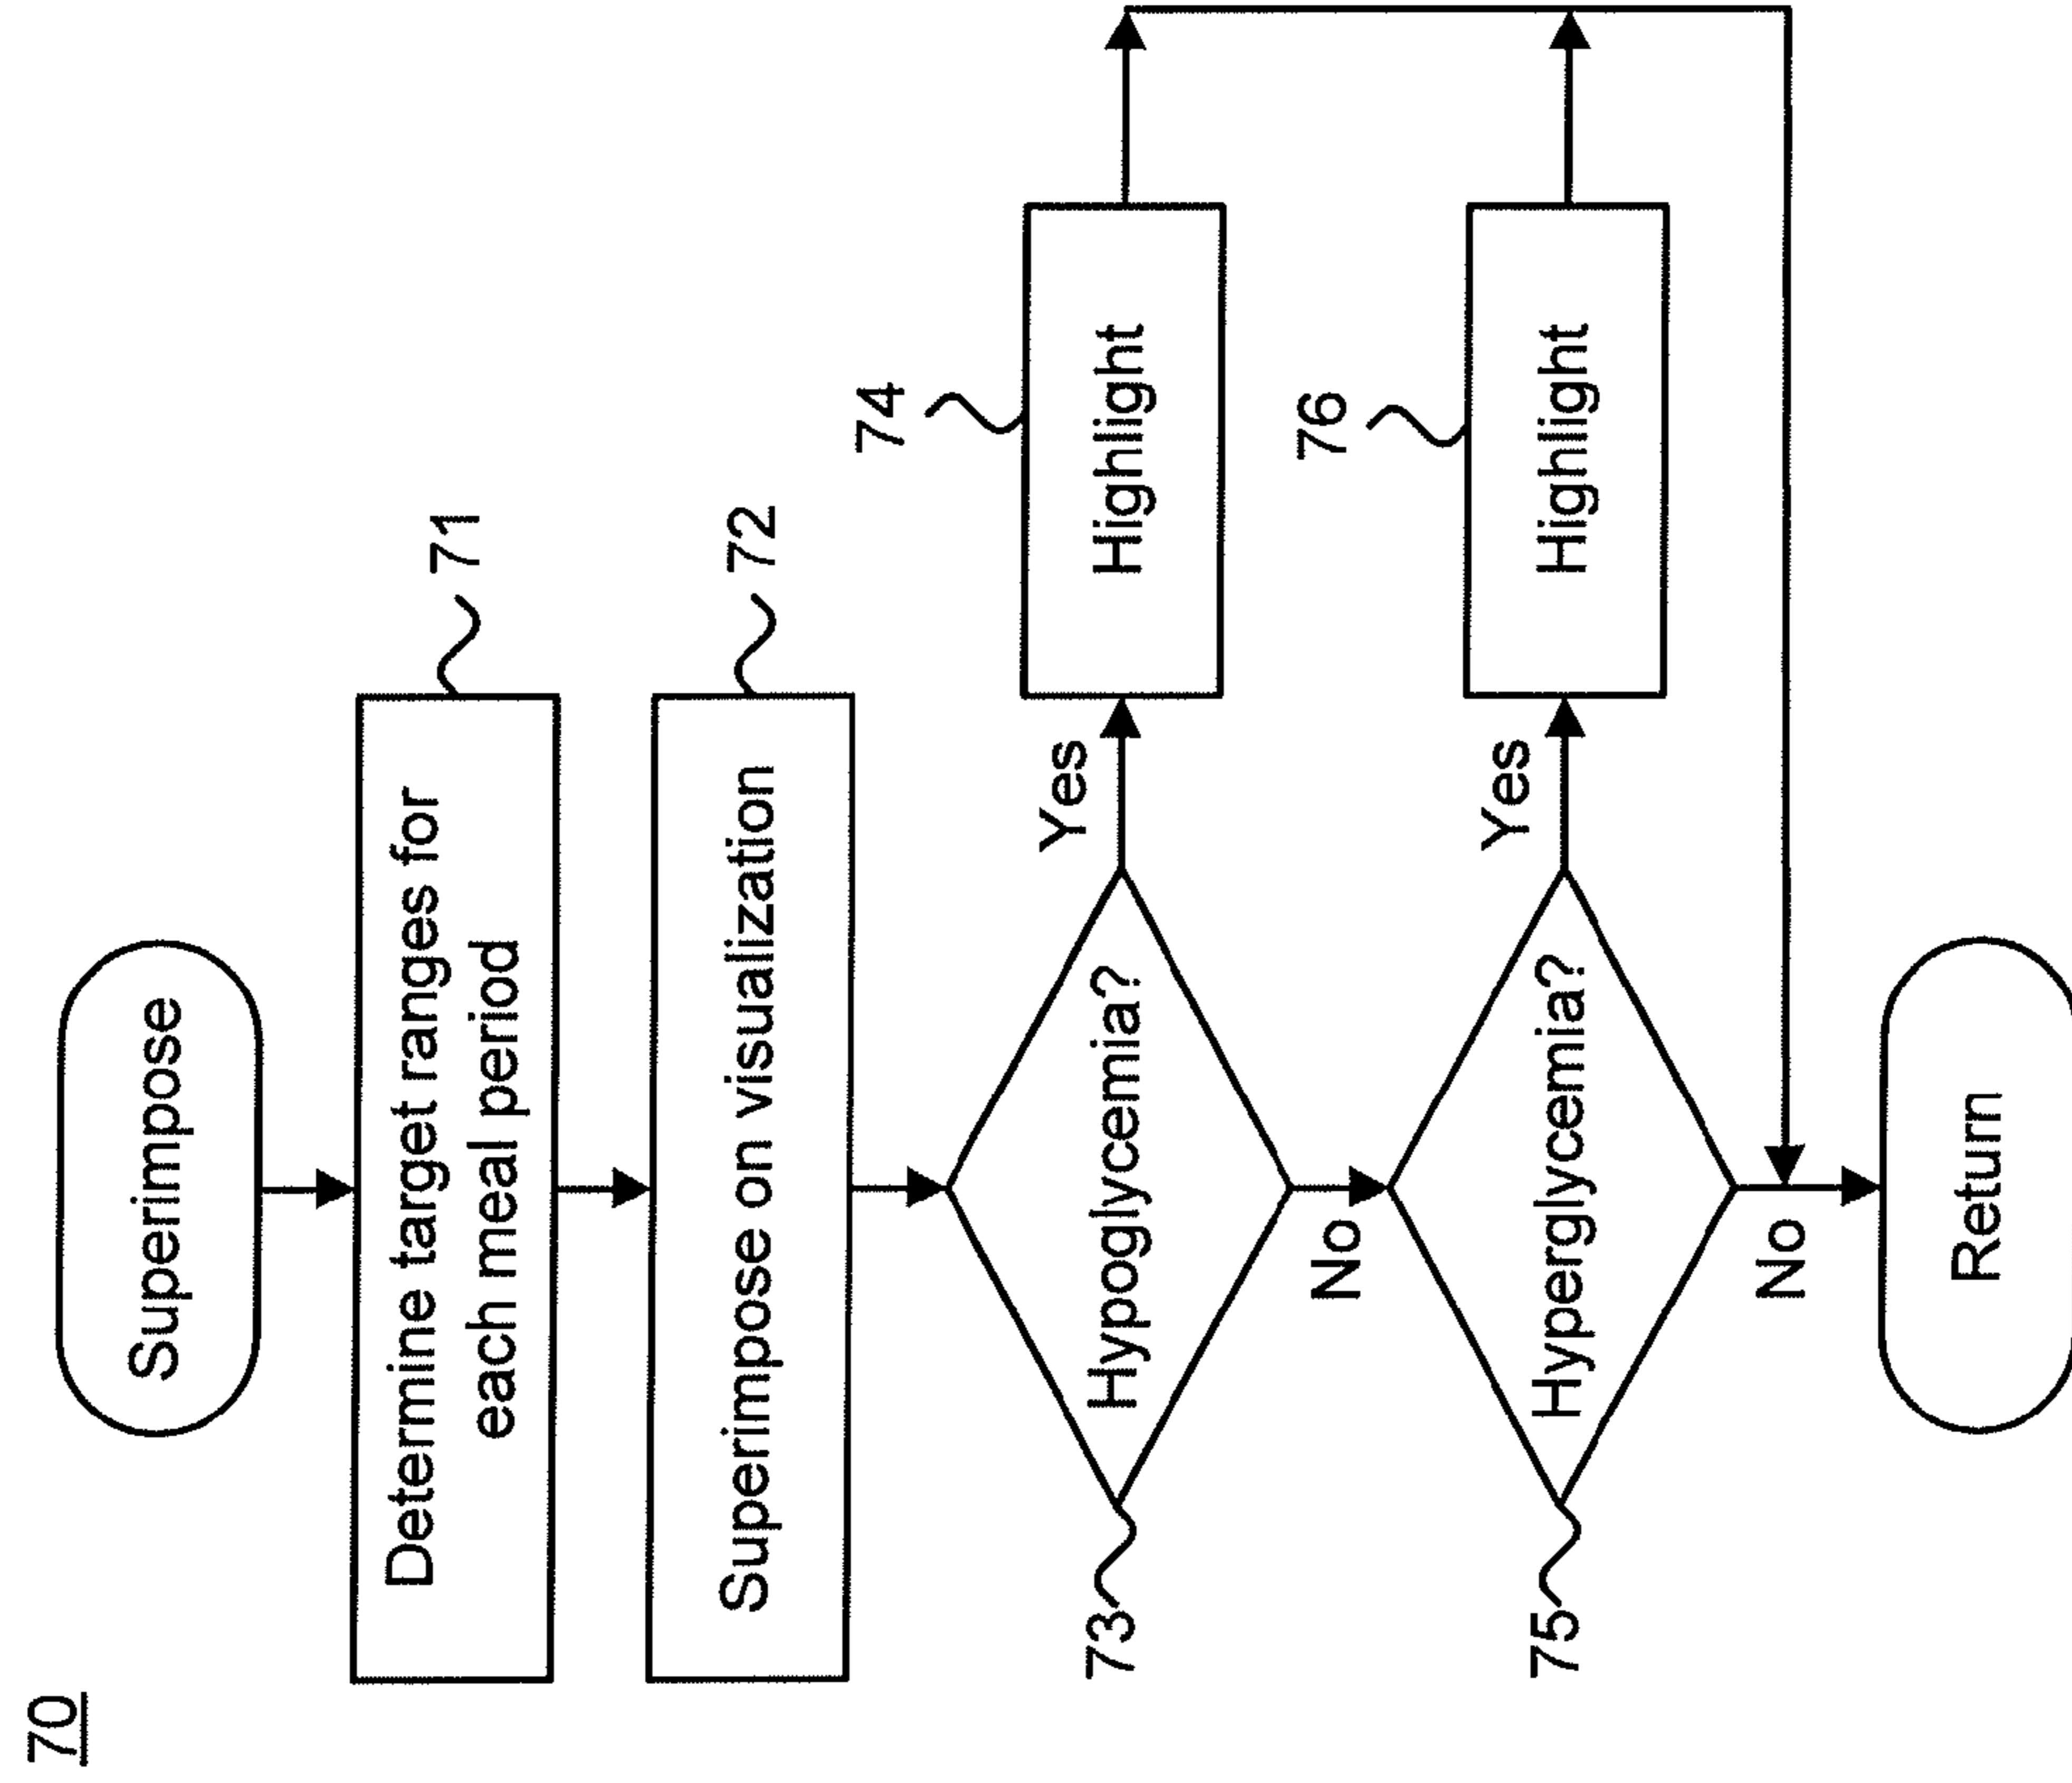 70
Superimpose
Determine target ranges for
each meal period
71
Superimpose on visualization
72
73
Hypoglycemia?
Yes
74
Highlight
No
75
Hyperglycemia?
Yes
76
Highlight
No
Return